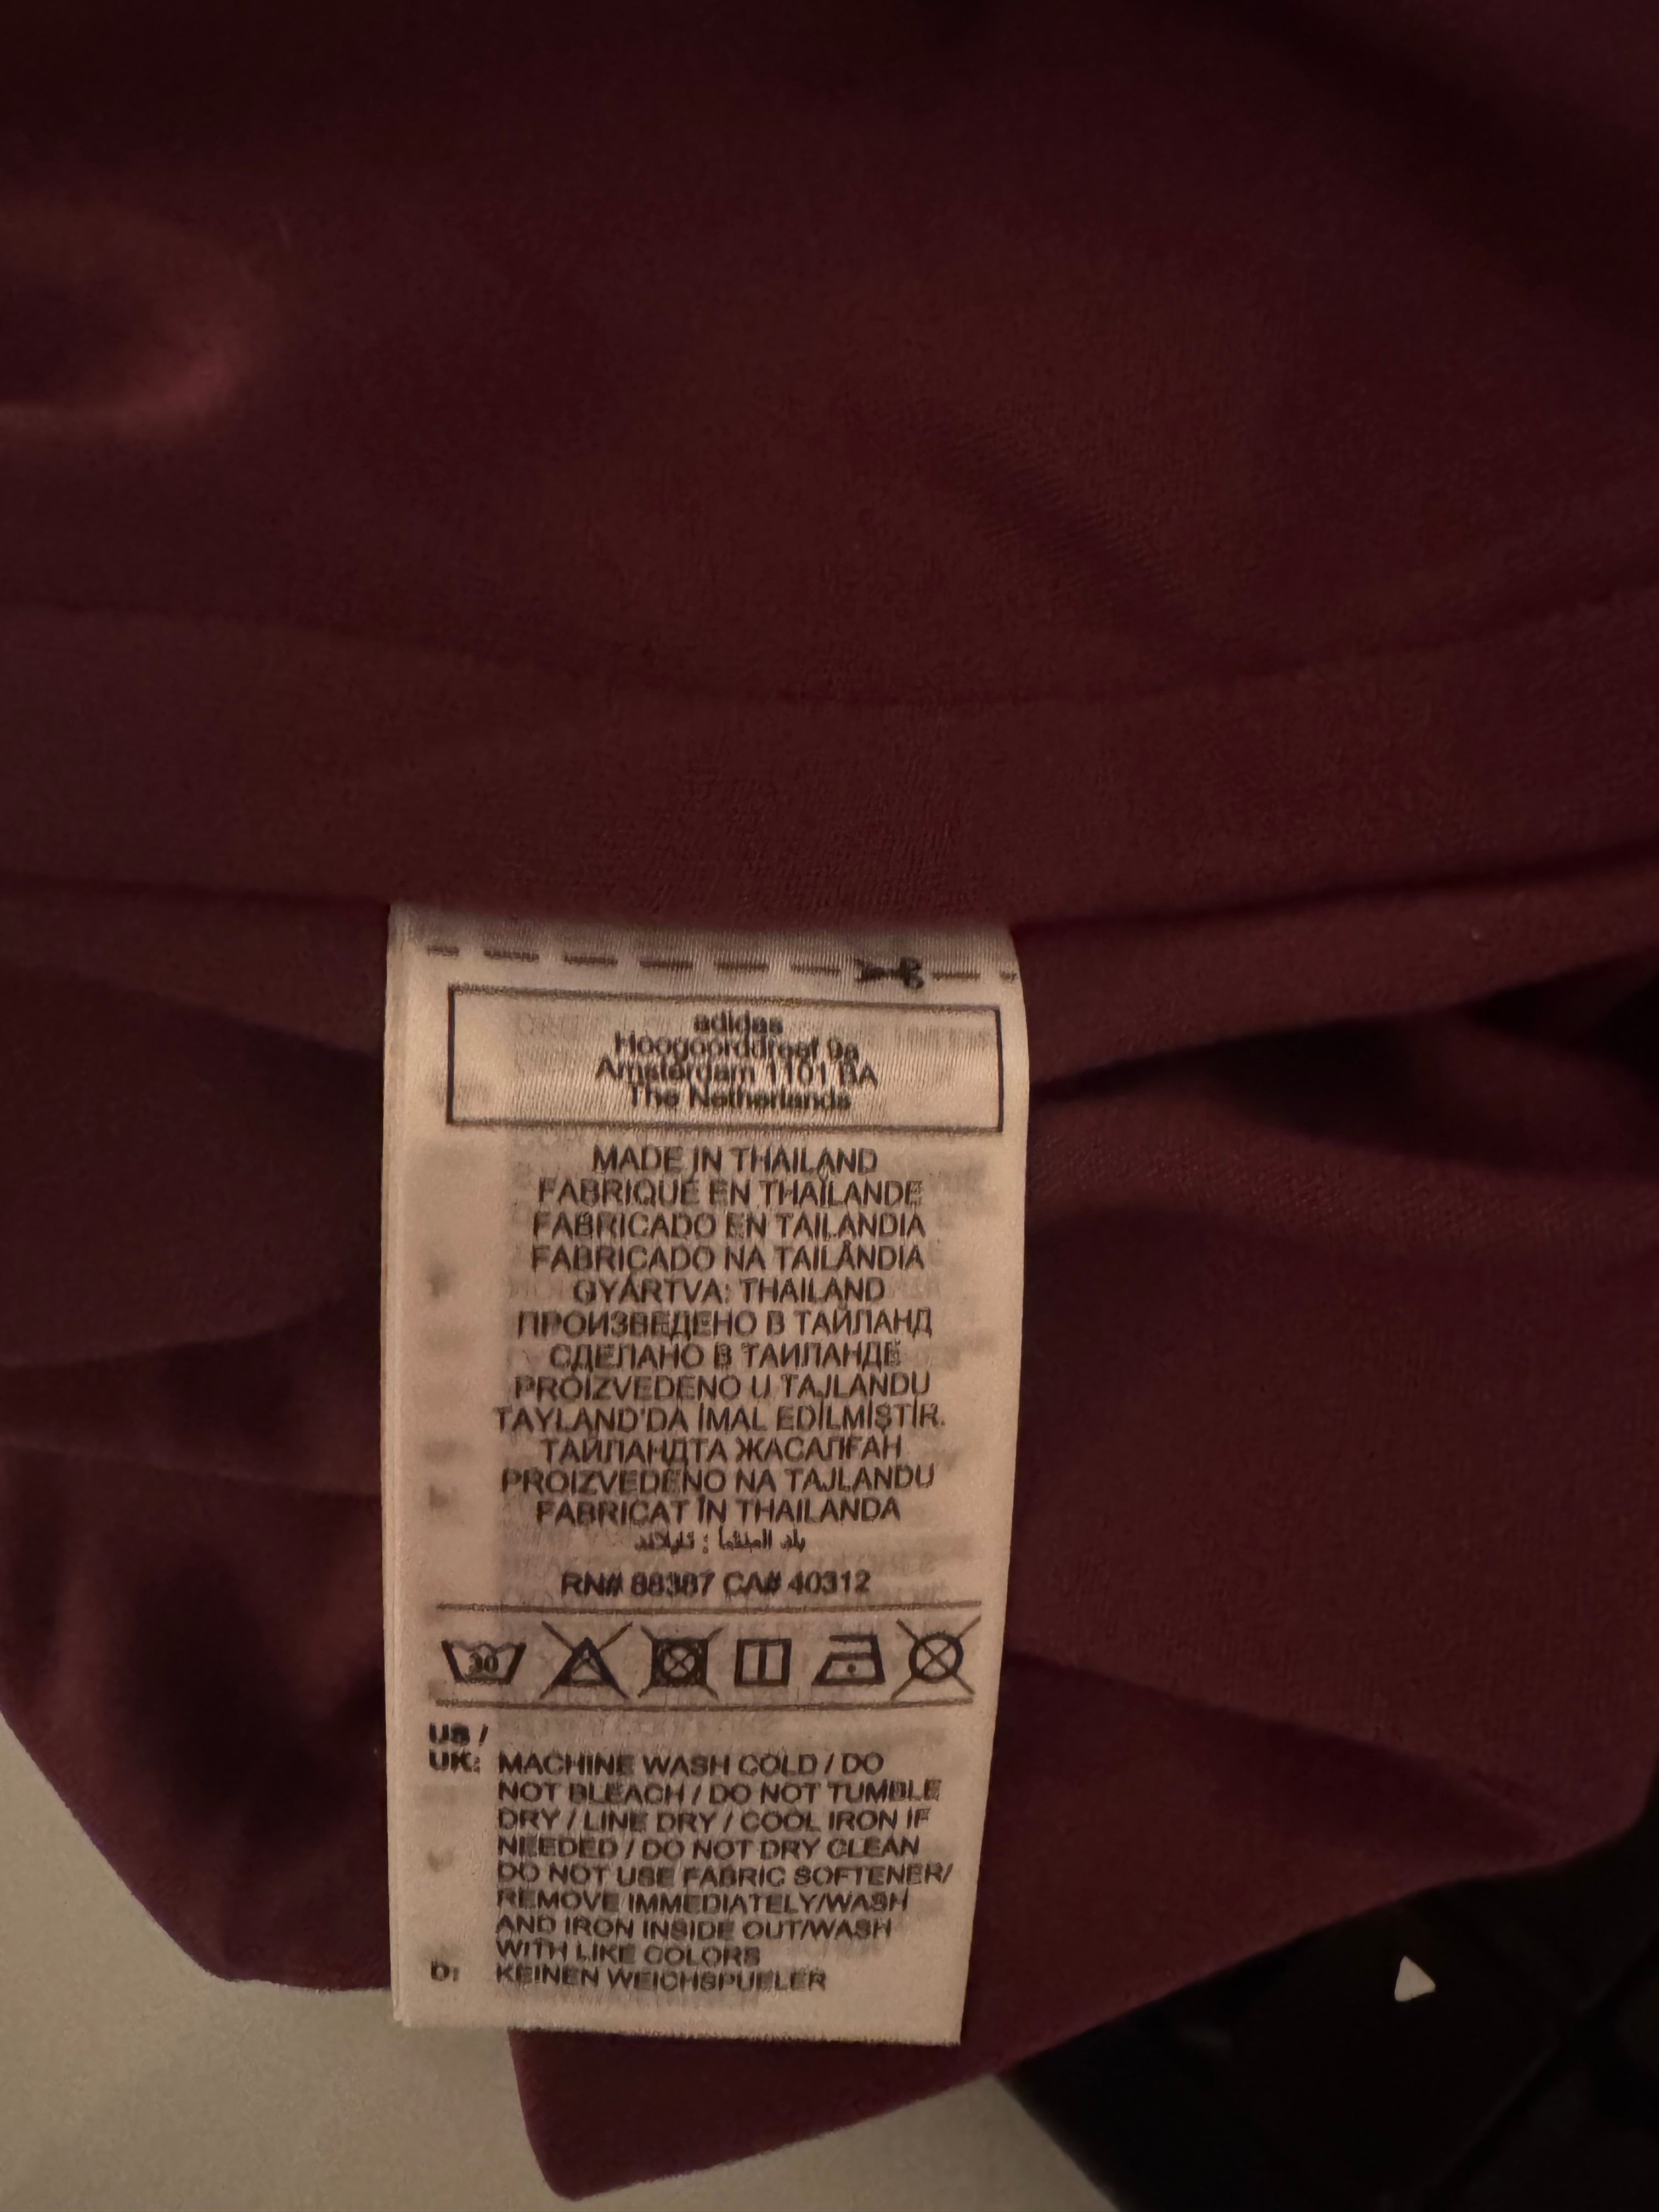 adidas
Hoogoorddreef 9a
Amsterdam 1101 BA
The Netherlands
MADE IN THAILAND
FABRIQUÉ EN THAÏLANDE
FABRICADO EN TAILANDIA
FABRICADO NA TAILÂNDIA
GYÁRTVA: THAILAND
ПРОИЗВЕДЕНО В ТАЙЛАНД
СДЕЛАНО В ТАИЛАНДЕ
PROIZVEDENO U TAJLANDU
TAYLAND'DA İMAL EDİLMİŞTİR.
ТАЙЛАНДТА ЖАСАЛҒАН
PROIZVEDENO NA TAJLANDU
FABRICAT ÎN THAILANDA
بلد المنشأ : تايلاند
RN# 88387 CA# 40312
30
US /
UK: MACHINE WASH COLD / DO
NOT BLEACH / DO NOT TUMBLE
DRY / LINE DRY / COOL IRON IF
NEEDED / DO NOT DRY CLEAN
DO NOT USE FABRIC SOFTENER/
REMOVE IMMEDIATELY/WASH
AND IRON INSIDE OUT/WASH
WITH LIKE COLORS
D: KEINEN WEICHSPUELER